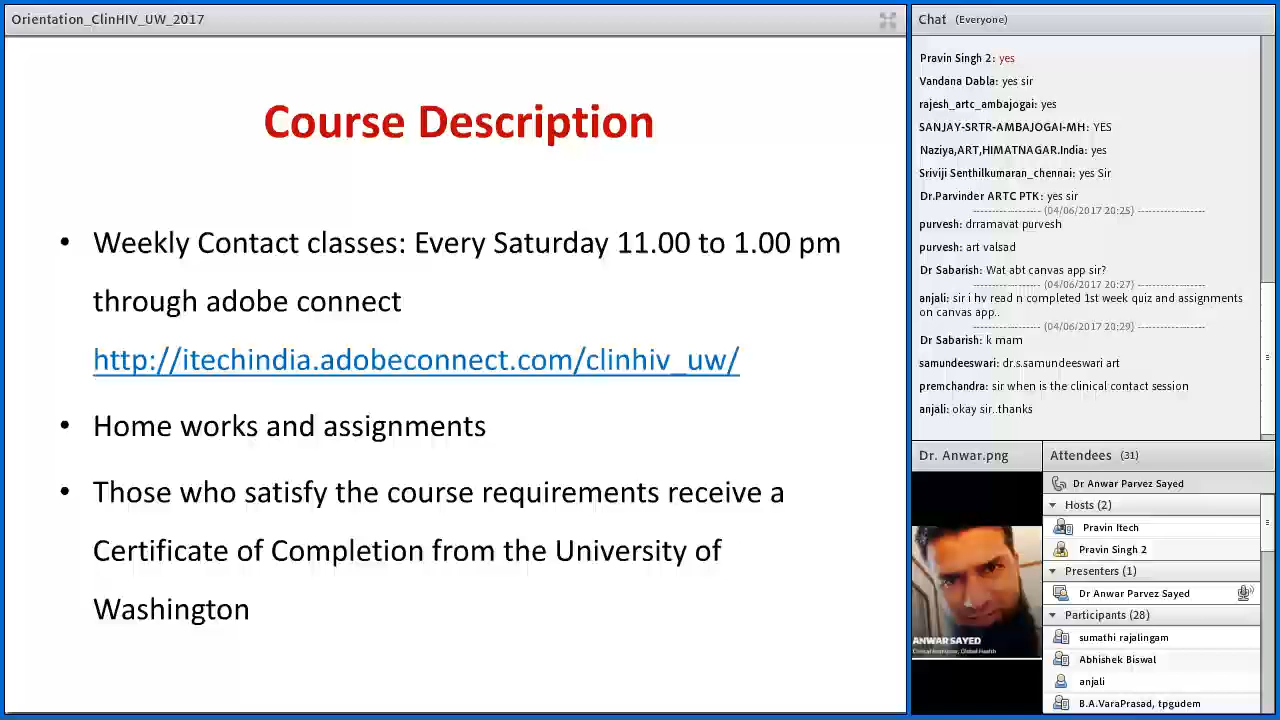 Orientation_ClinHIV_UW_2017
Course Description
• Weekly Contact classes: Every Saturday 11.00 to 1.00 pm
through adobe connect
http://itechindia.adobeconnect.com/clinhiv_uw/
• Home works and assignments
• Those who satisfy the course requirements receive a
Certificate of Completion from the University of
Washington
Chat (Everyone)
Pravin Singh 2: yes
Vandana Dabla: yes sir
rajesh_artc_ambajogai: yes
SANJAY-SRTR-AMBAJOGAI-MH: YES
Naziya,ART,HIMATNAGAR.India: yes
Sriviji Senthilkumaran_chennai: yes Sir
Dr.Parvinder ARTC PTK: yes sir
------------------- (04/06/2017 20:25) ------------------
purvesh: drramavat purvesh
purvesh: art valsad
Dr Sabarish: Wat abt canvas app sir?
------------------- (04/06/2017 20:27) ------------------
anjali: sir i hv read n completed 1st week quiz and assignments
on canvas app..
------------------- (04/06/2017 20:29) ------------------
Dr Sabarish: k mam
samundeeswari: dr.s.samundeeswari art
premchandra: sir when is the clinical contact session
anjali: okay sir..thanks
Dr. Anwar.png
ANWAR SAYED
Clinical Instructor, Global Health
Attendees (31)
Dr Anwar Parvez Sayed
Hosts (2)
Pravin Itech
Pravin Singh 2
Presenters (1)
Dr Anwar Parvez Sayed
Participants (28)
sumathi rajalingam
Abhishek Biswal
anjali
B.A.VaraPrasad, tpgudem